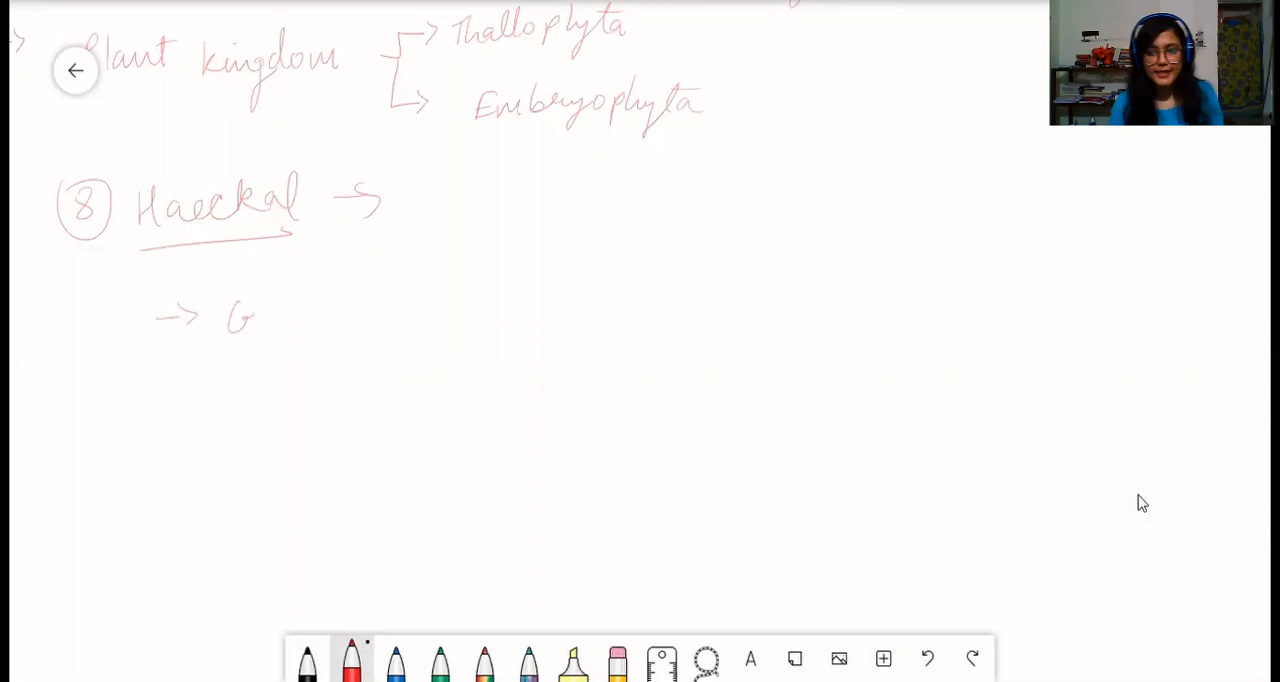 Thallophyta
Plant kingdom
Embryophyta
8 Haeckal →
→ G
A